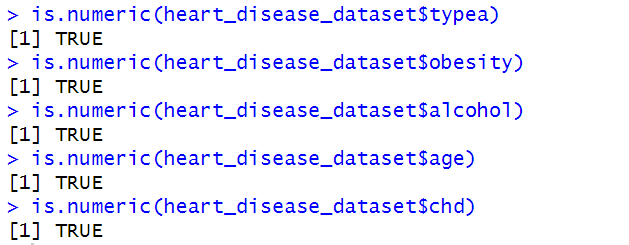 > is.numeric(heart_disease_dataset$typea)
[1] TRUE
> is.numeric(heart_disease_dataset$obesity)
[1] TRUE
> is.numeric(heart_disease_dataset$alcohol)
[1] TRUE
> is.numeric(heart_disease_dataset$age)
[1] TRUE
> is.numeric(heart_disease_dataset$chd)
[1] TRUE